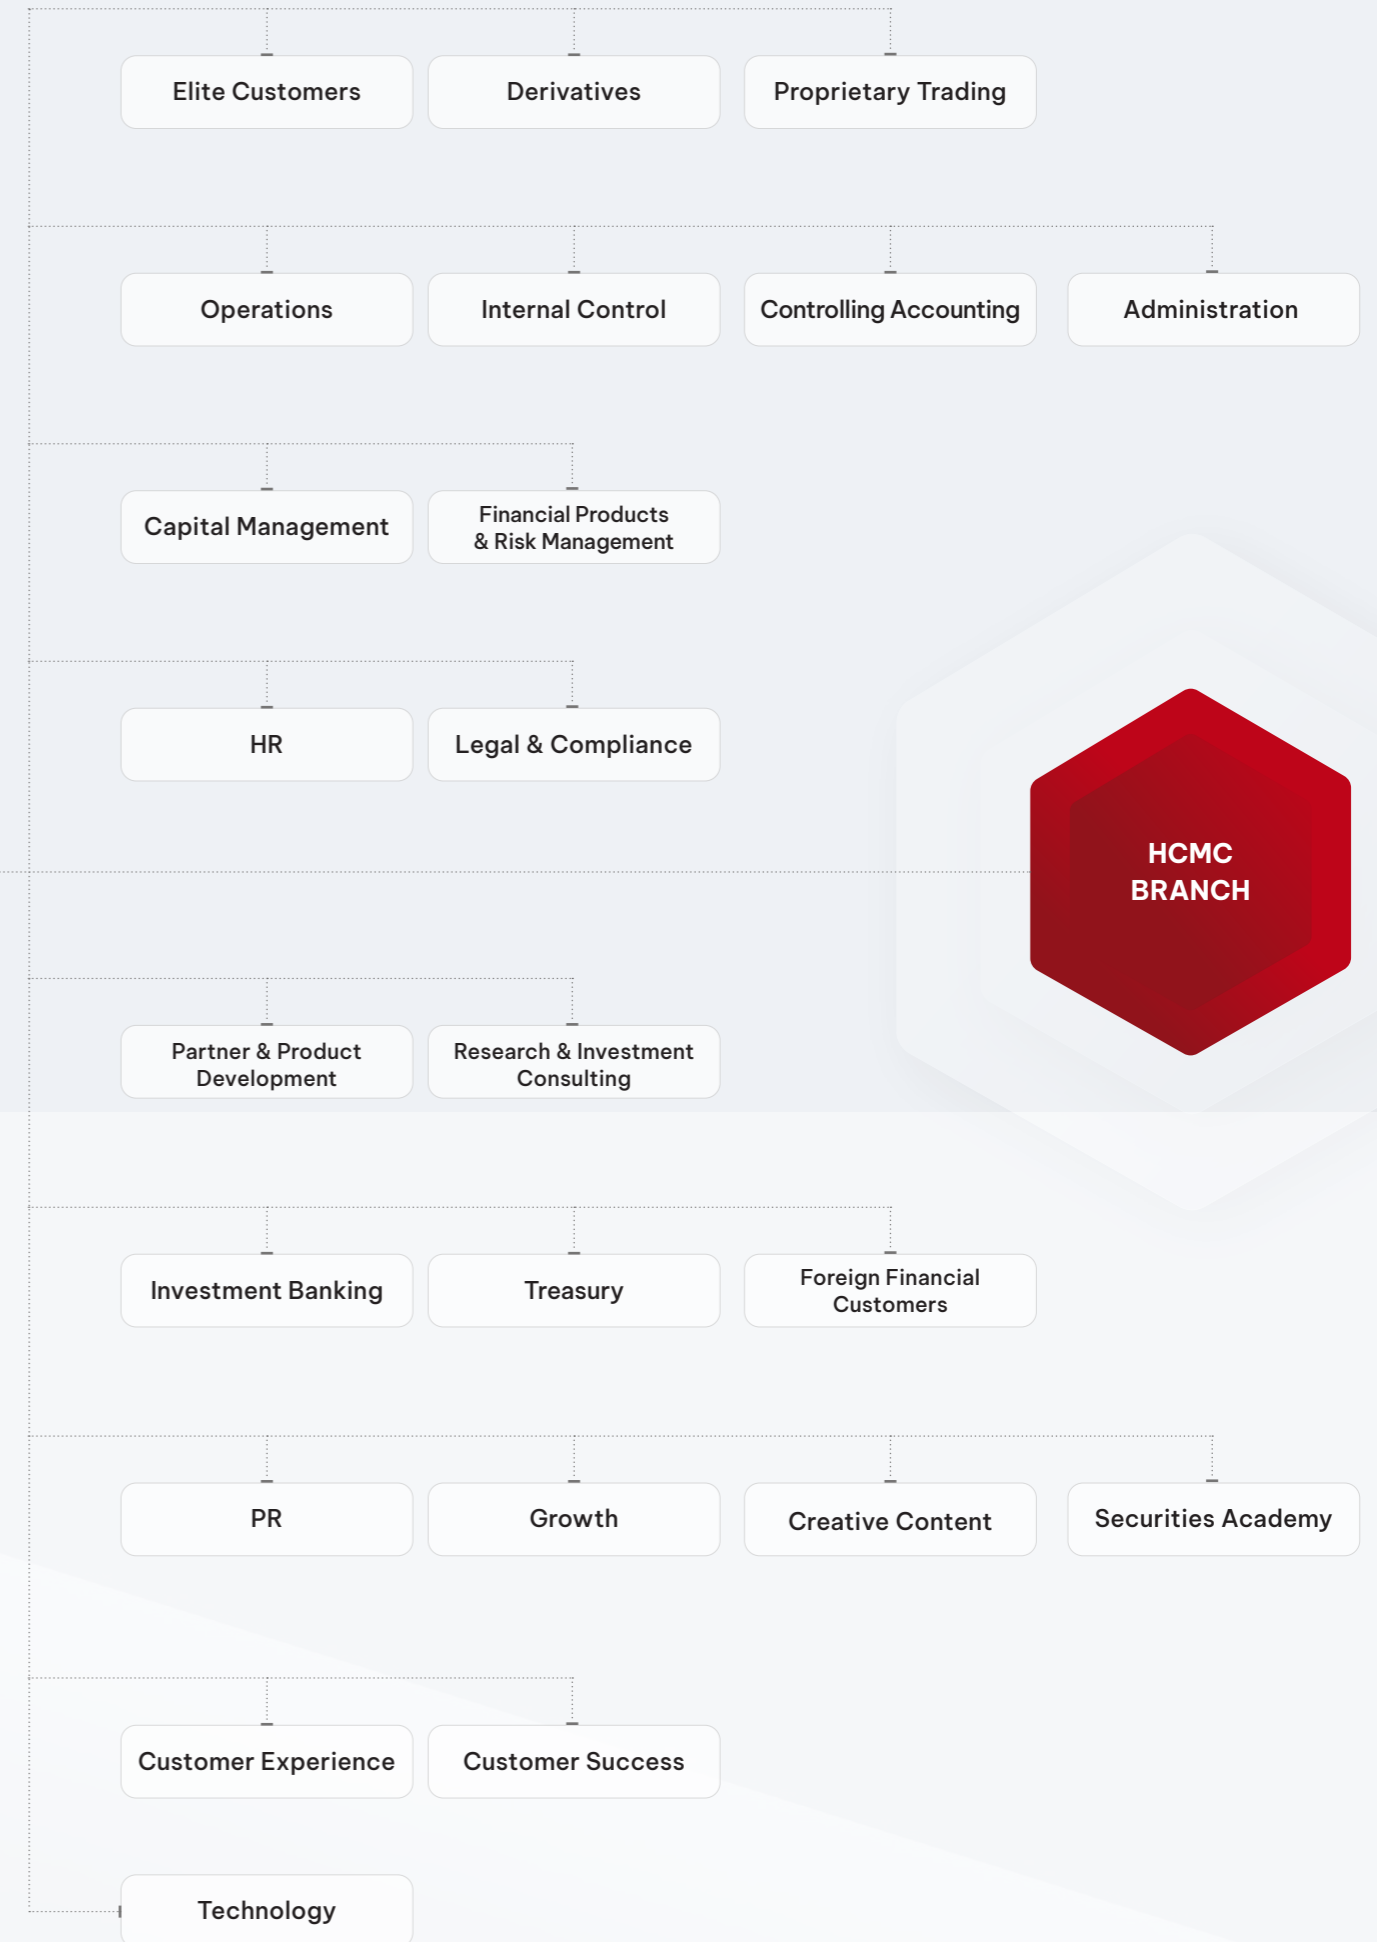 Elite Customers
Derivatives
Proprietary Trading
Operations
Internal Control
Controlling Accounting
Administration
Capital Management
Financial Products
& Risk Management
HR
Legal & Compliance
HCMC
BRANCH
Partner & Product
Development
Research & Investment
Consulting
Investment Banking
Treasury
Foreign Financial
Customers
PR
Growth
Creative Content
Securities Academy
Customer Experience
Customer Success
Technology